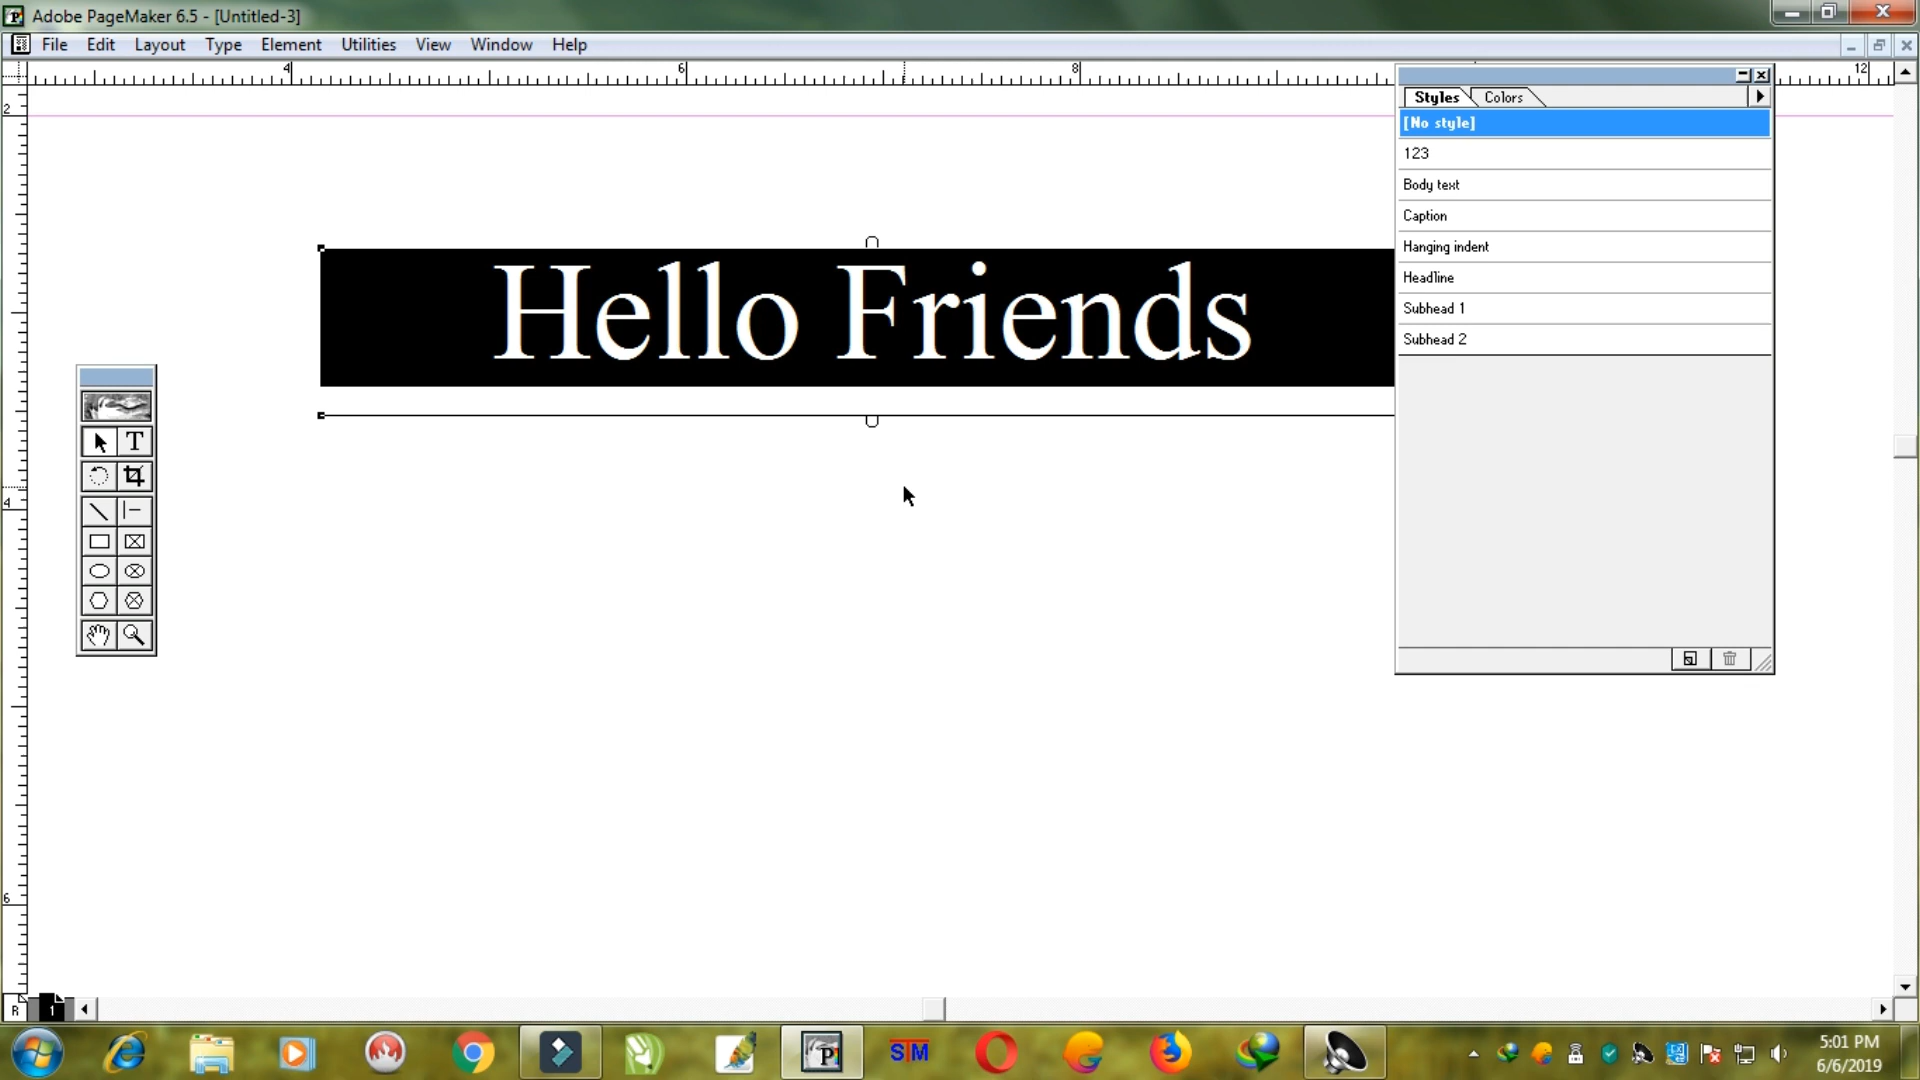 Adobe PageMaker 6.5 - [Untitled-3]
File Edit Layout Type Element Utilities View Window Help
4 6 8 12
2
4
6
Styles Colors
[No style]
123
Body text
Caption
Hanging indent
Headline
Subhead 1
Subhead 2
Hello Friends
T
R 1
P
S|M
5:01 PM
6/6/2019